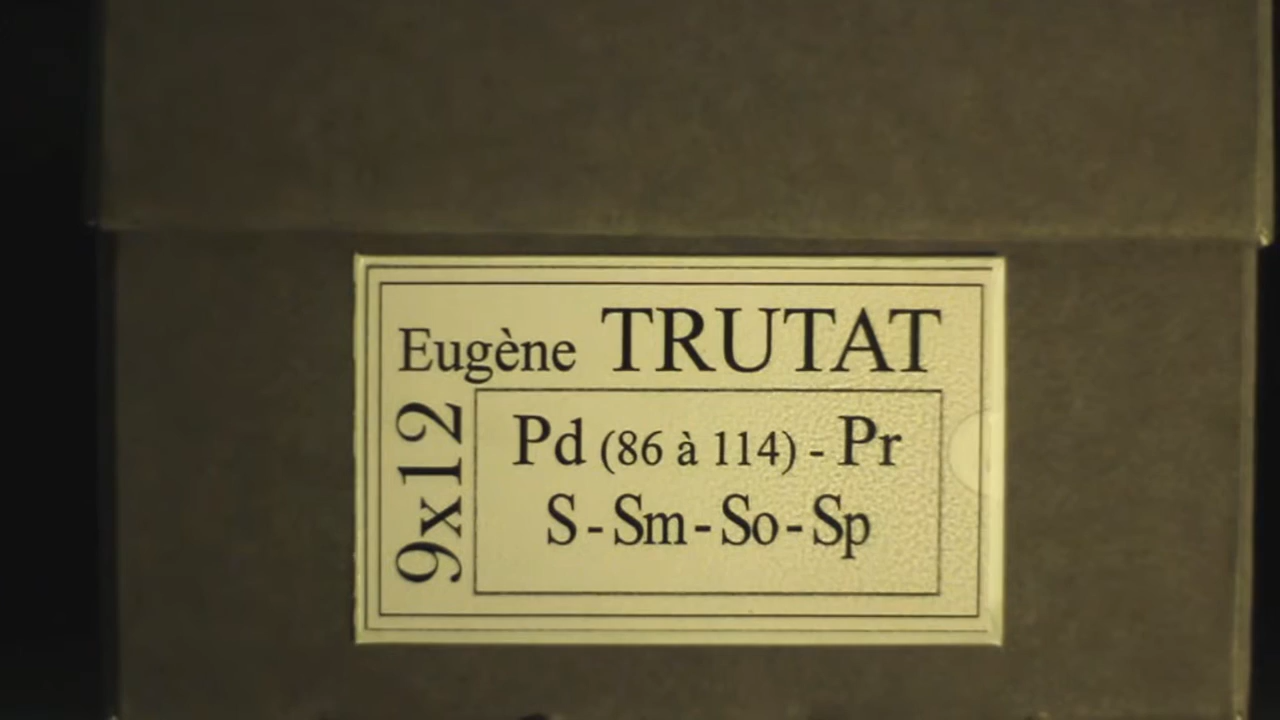 Eugène TRUTAT
9x12
Pd (86 à 114) - Pr
S - Sm - So - Sp